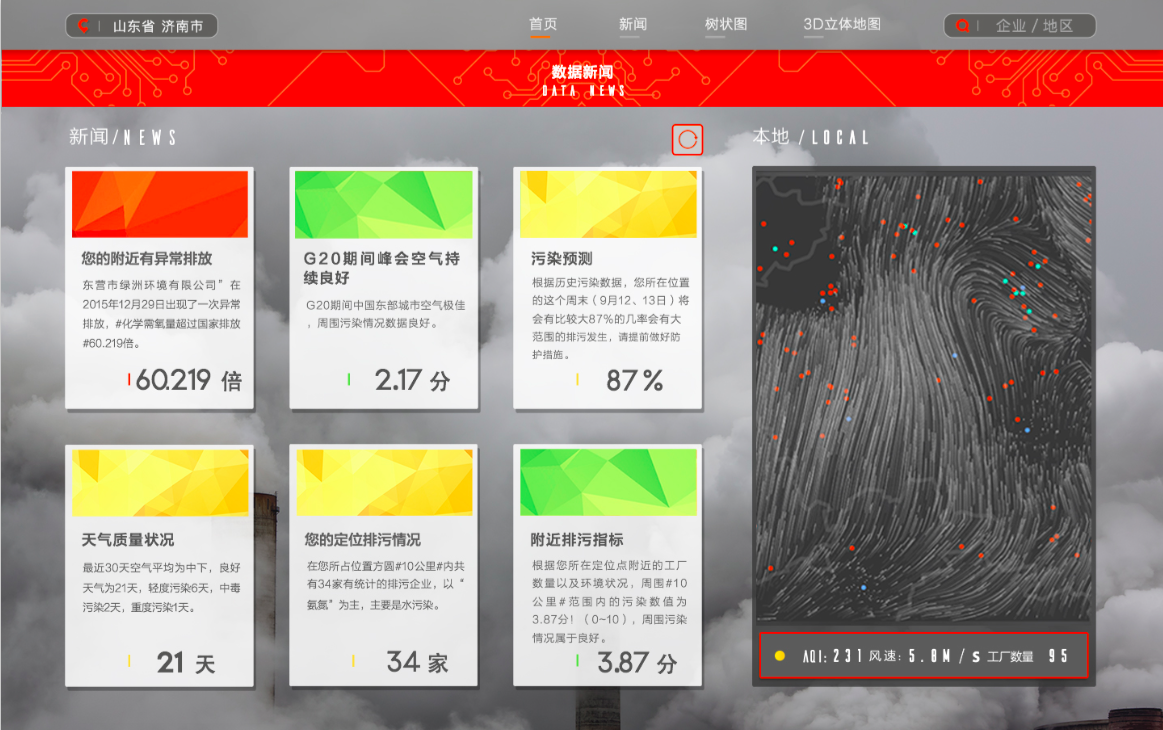 山东省 济南市
首页
新闻
树状图
3D立体地图
企业 / 地区
数据新闻
DATA NEWS
新闻/NEWS
本地 /LOCAL
您的附近有异常排放
东营市绿洲环境有限公司”在
2015年12月29日出现了一次异常
排放，#化学需氧量超过国家排放
#60.219倍。
60.219 倍
G20期间峰会空气持
续良好
G20期间中国东部城市空气极佳
，周围污染情况数据良好。
2.17 分
污染预测
根据历史污染数据，您所在位置
的这个周末（9月12、13日）将
会有比较大87%的几率会有大
范围的排污发生，请提前做好防
护措施。
87%
天气质量状况
最近30天空气平均为中下，良好
天气为21天，轻度污染6天，中毒
污染2天，重度污染1天。
21 天
您的定位排污情况
在您所占位置方圆#10公里#内共
有34家有统计的排污企业，以“
氨氮”为主，主要是水污染。
34 家
附近排污指标
根据您所在定位点附近的工厂
数量以及环境状况，周围#10
公里#范围内的污染数值为
3.87分!（0~10），周围污染
情况属于良好。
3.87 分
AQI:231 风速: 5.0M / S 工厂数量 95